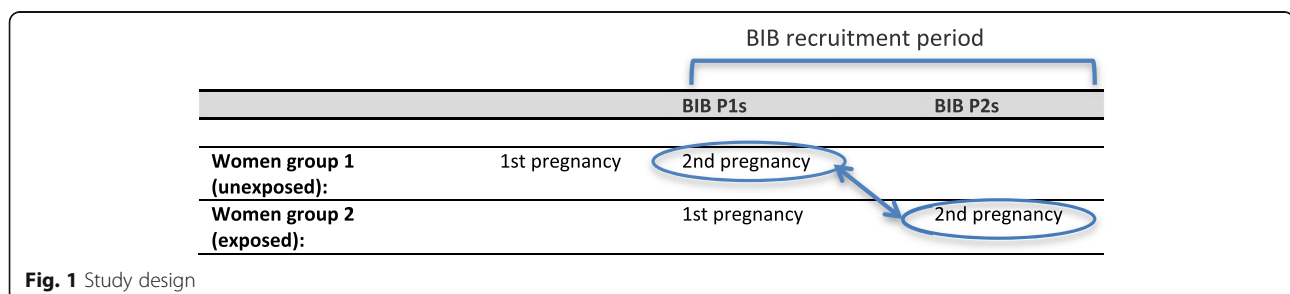 BIB recruitment period
BIB P1s BIB P2s
Women group 1 1st pregnancy 2nd pregnancy
(unexposed):
Women group 2 1st pregnancy 2nd pregnancy
(exposed):
Fig. 1 Study design